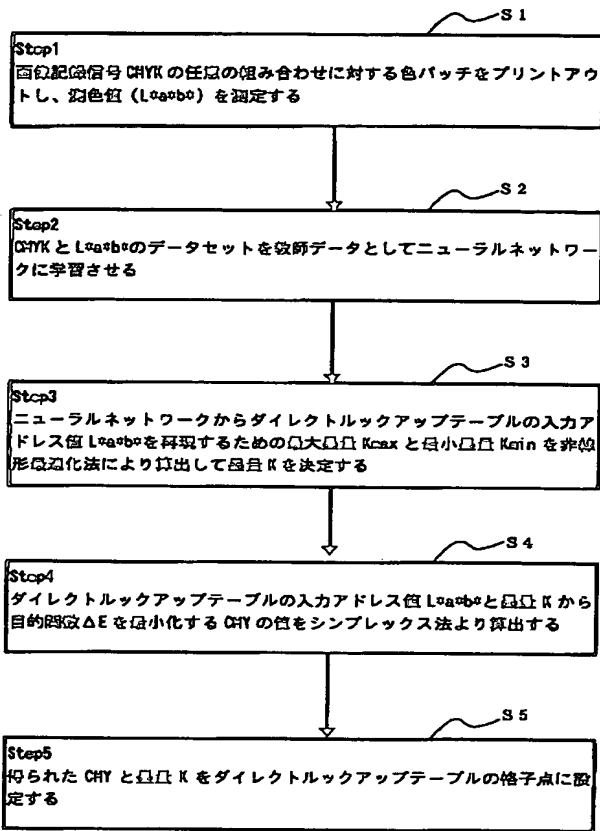 S1
Step1
画像記録信号 CMYK の任意の組み合わせに対する色パッチをプリントアウ
トし、測色値 (L*a*b*) を測定する
S2
Step2
CMYK と L*a*b*のデータセットを教師データとしてニューラルネットワー
クに学習させる
S3
Step3
ニューラルネットワークからダイレクトルックアップテーブルの入力ア
ドレス値 L*a*b*を再現するための最大墨量 Kmax と最小墨量 Kmin を非線
形最適化法により算出して墨量 K を決定する
S4
Step4
ダイレクトルックアップテーブルの入力アドレス値 L*a*b*と墨量 K から
目的関数ΔE を最小化する CMY の値をシンプレックス法より算出する
S5
Step5
得られた CMY と墨量 K をダイレクトルックアップテーブルの格子点に設
定する